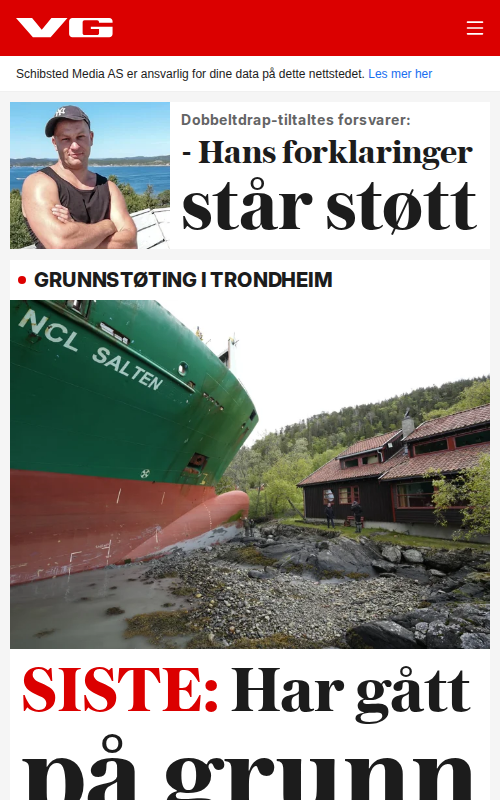 VG
Schibsted Media AS er ansvarlig for dine data på dette nettstedet. Les mer her
Dobbeltdrap-tiltaltes forsvarer:
- Hans forklaringer
står støtt
GRUNNSTØTING I TRONDHEIM
NCL SALTEN
SISTE: Har gått
på grunn